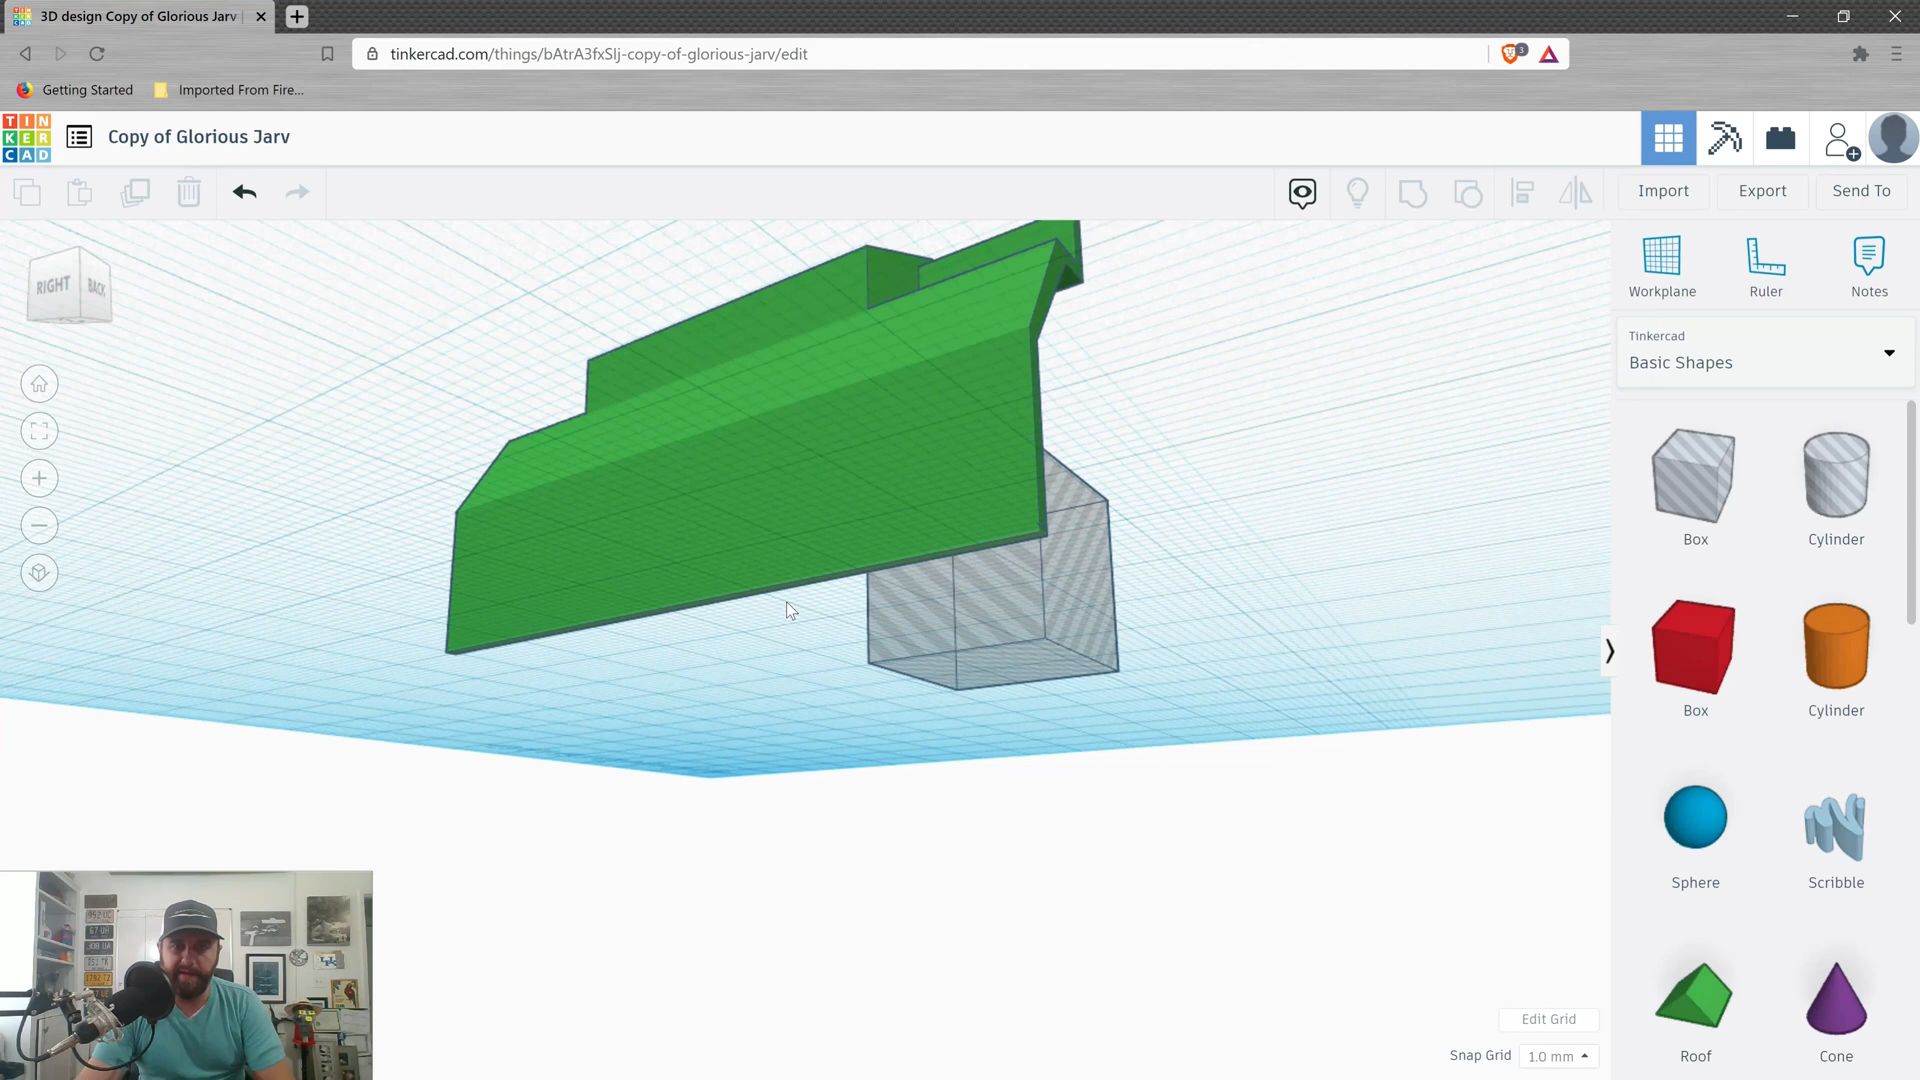 3D design Copy of Glorious Jarv
tinkercad.com/things/bAtrA3fxSlj-copy-of-glorious-jarv/edit
3
Getting Started
Imported From Fire...
TIN
KER
CAD
Copy of Glorious Jarv
Import
Export
Send To
RIGHT
BACK
Workplane
Ruler
Notes
Tinkercad
Basic Shapes
Box
Cylinder
Box
Cylinder
Sphere
Scribble
Roof
Cone
Edit Grid
Snap Grid
1.0 mm